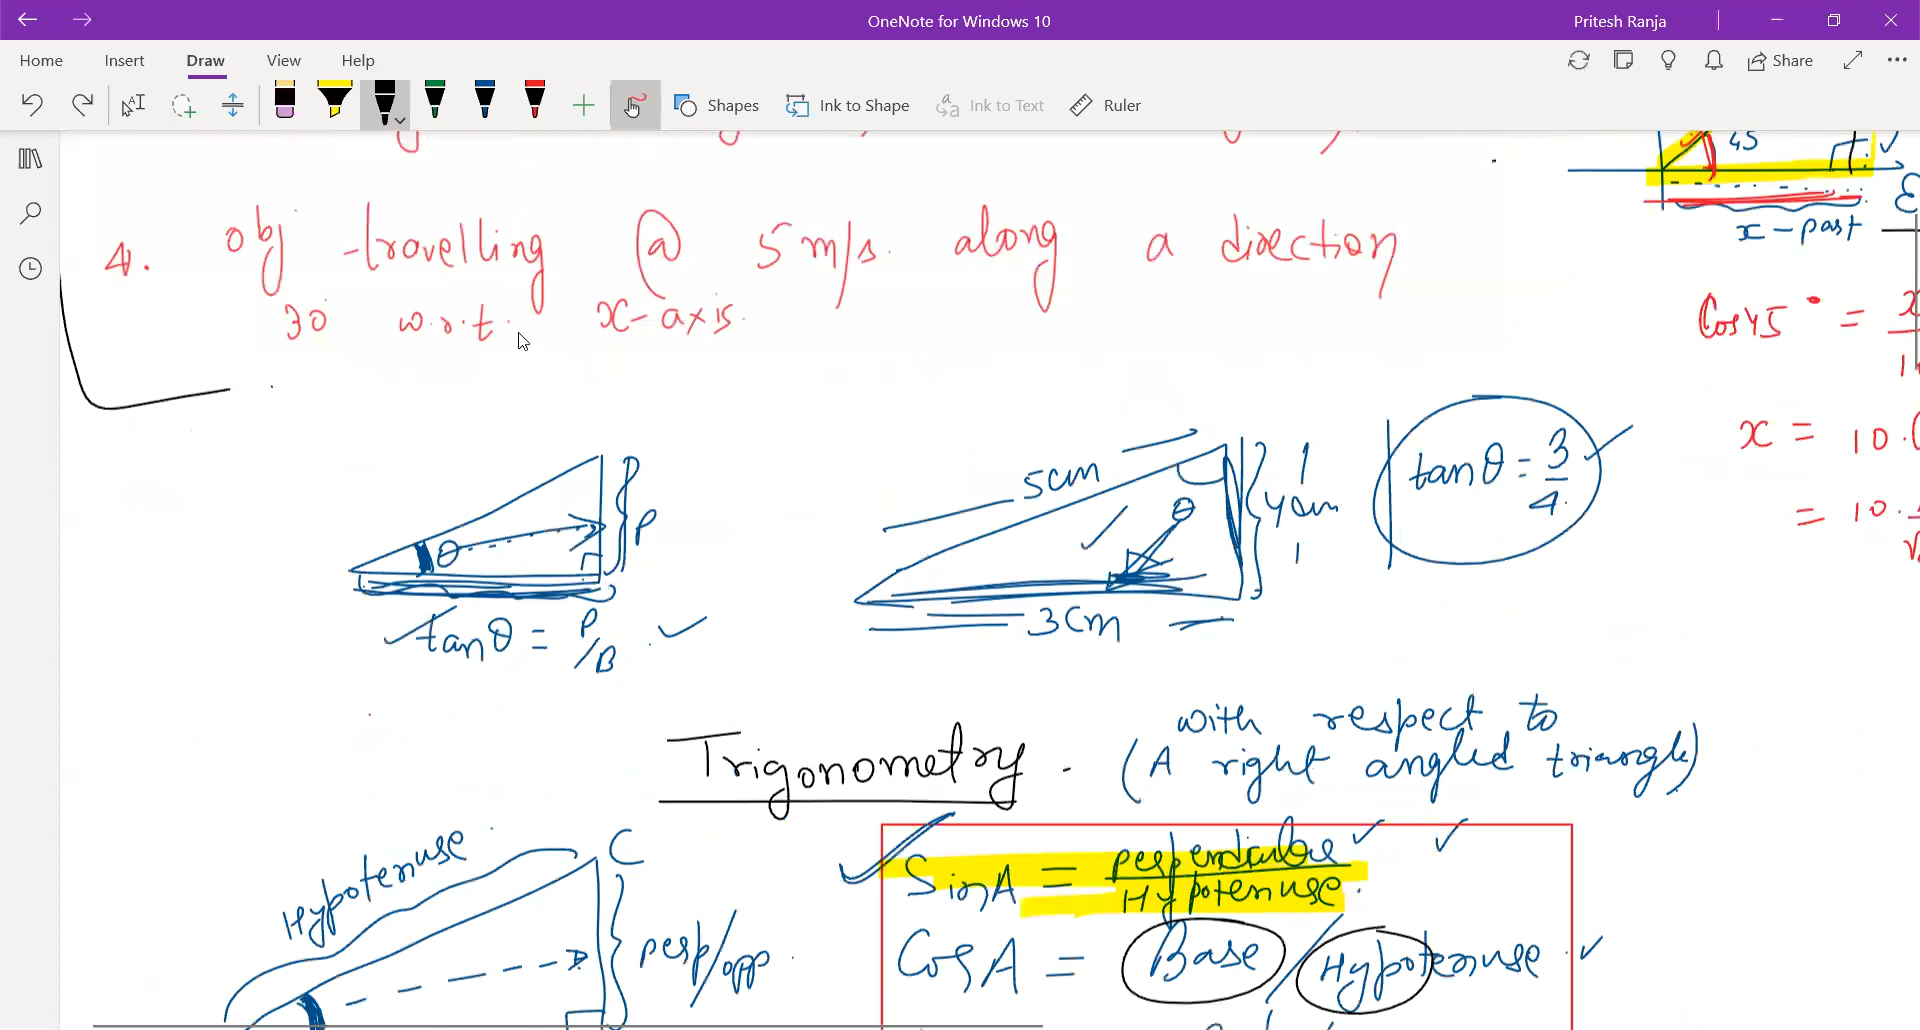 OneNote for Windows 10
Pritesh Ranja
Home Insert Draw View Help
Share
Shapes Ink to Shape Ink to Text Ruler
45
x-part
4. obj travelling @ 5 m/s. along a direction
30 w.r.t. x-axis.
Cos 45° = x
x = 10.
= 10.
θ P
tanθ = P/B
5cm
θ
4cm
3cm
tanθ = 3/4
Trigonometry
with respect to
(A right angled triangle)
Hypotenuse
C
perp/opp
SinA = perpendicular
Hypotenuse.
CosA = Base / Hypotenuse